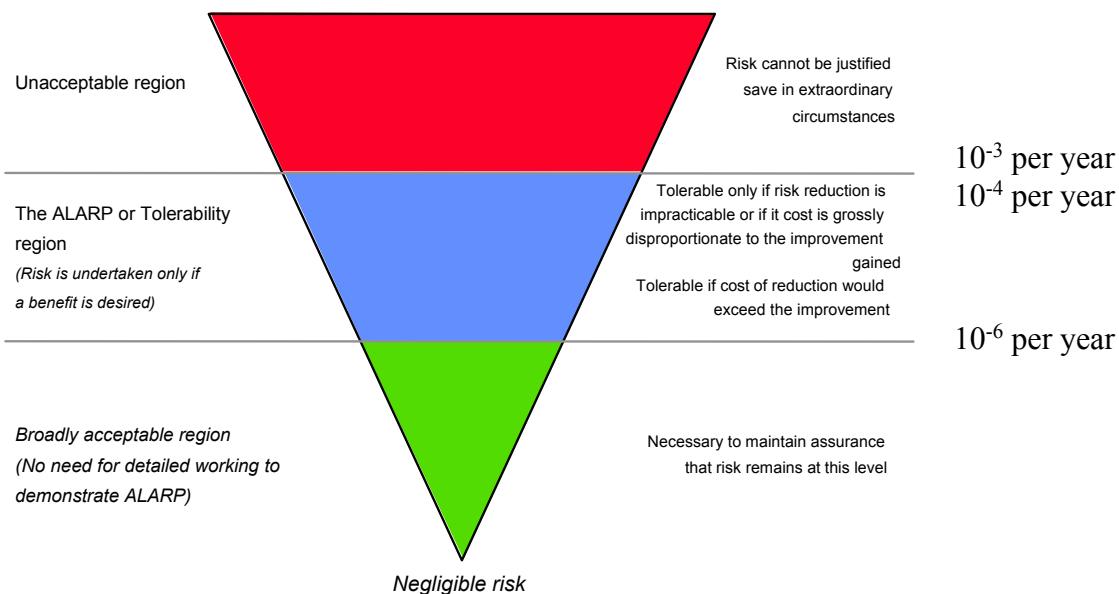 Unacceptable region
Risk cannot be justified
save in extraordinary
circumstances
10⁻³ per year
10⁻⁴ per year
The ALARP or Tolerability
region
(Risk is undertaken only if
a benefit is desired)
Tolerable only if risk reduction is
impracticable or if it cost is grossly
disproportionate to the improvement
gained
Tolerable if cost of reduction would
exceed the improvement
10⁻⁶ per year
Broadly acceptable region
(No need for detailed working to
demonstrate ALARP)
Necessary to maintain assurance
that risk remains at this level
Negligible risk